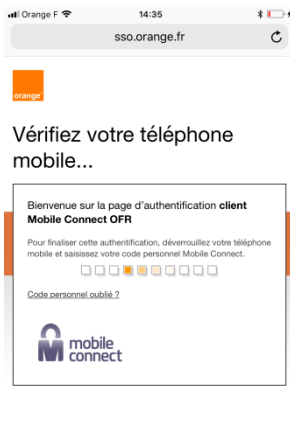 Orange F 14:35
sso.orange.fr
orange
Vérifiez votre téléphone
mobile...
Bienvenue sur la page d'authentification client
Mobile Connect OFR
Pour finaliser cette authentification, déverrouillez votre téléphone
mobile et saisissez votre code personnel Mobile Connect.
Code personnel oublié ?
mobile
connect